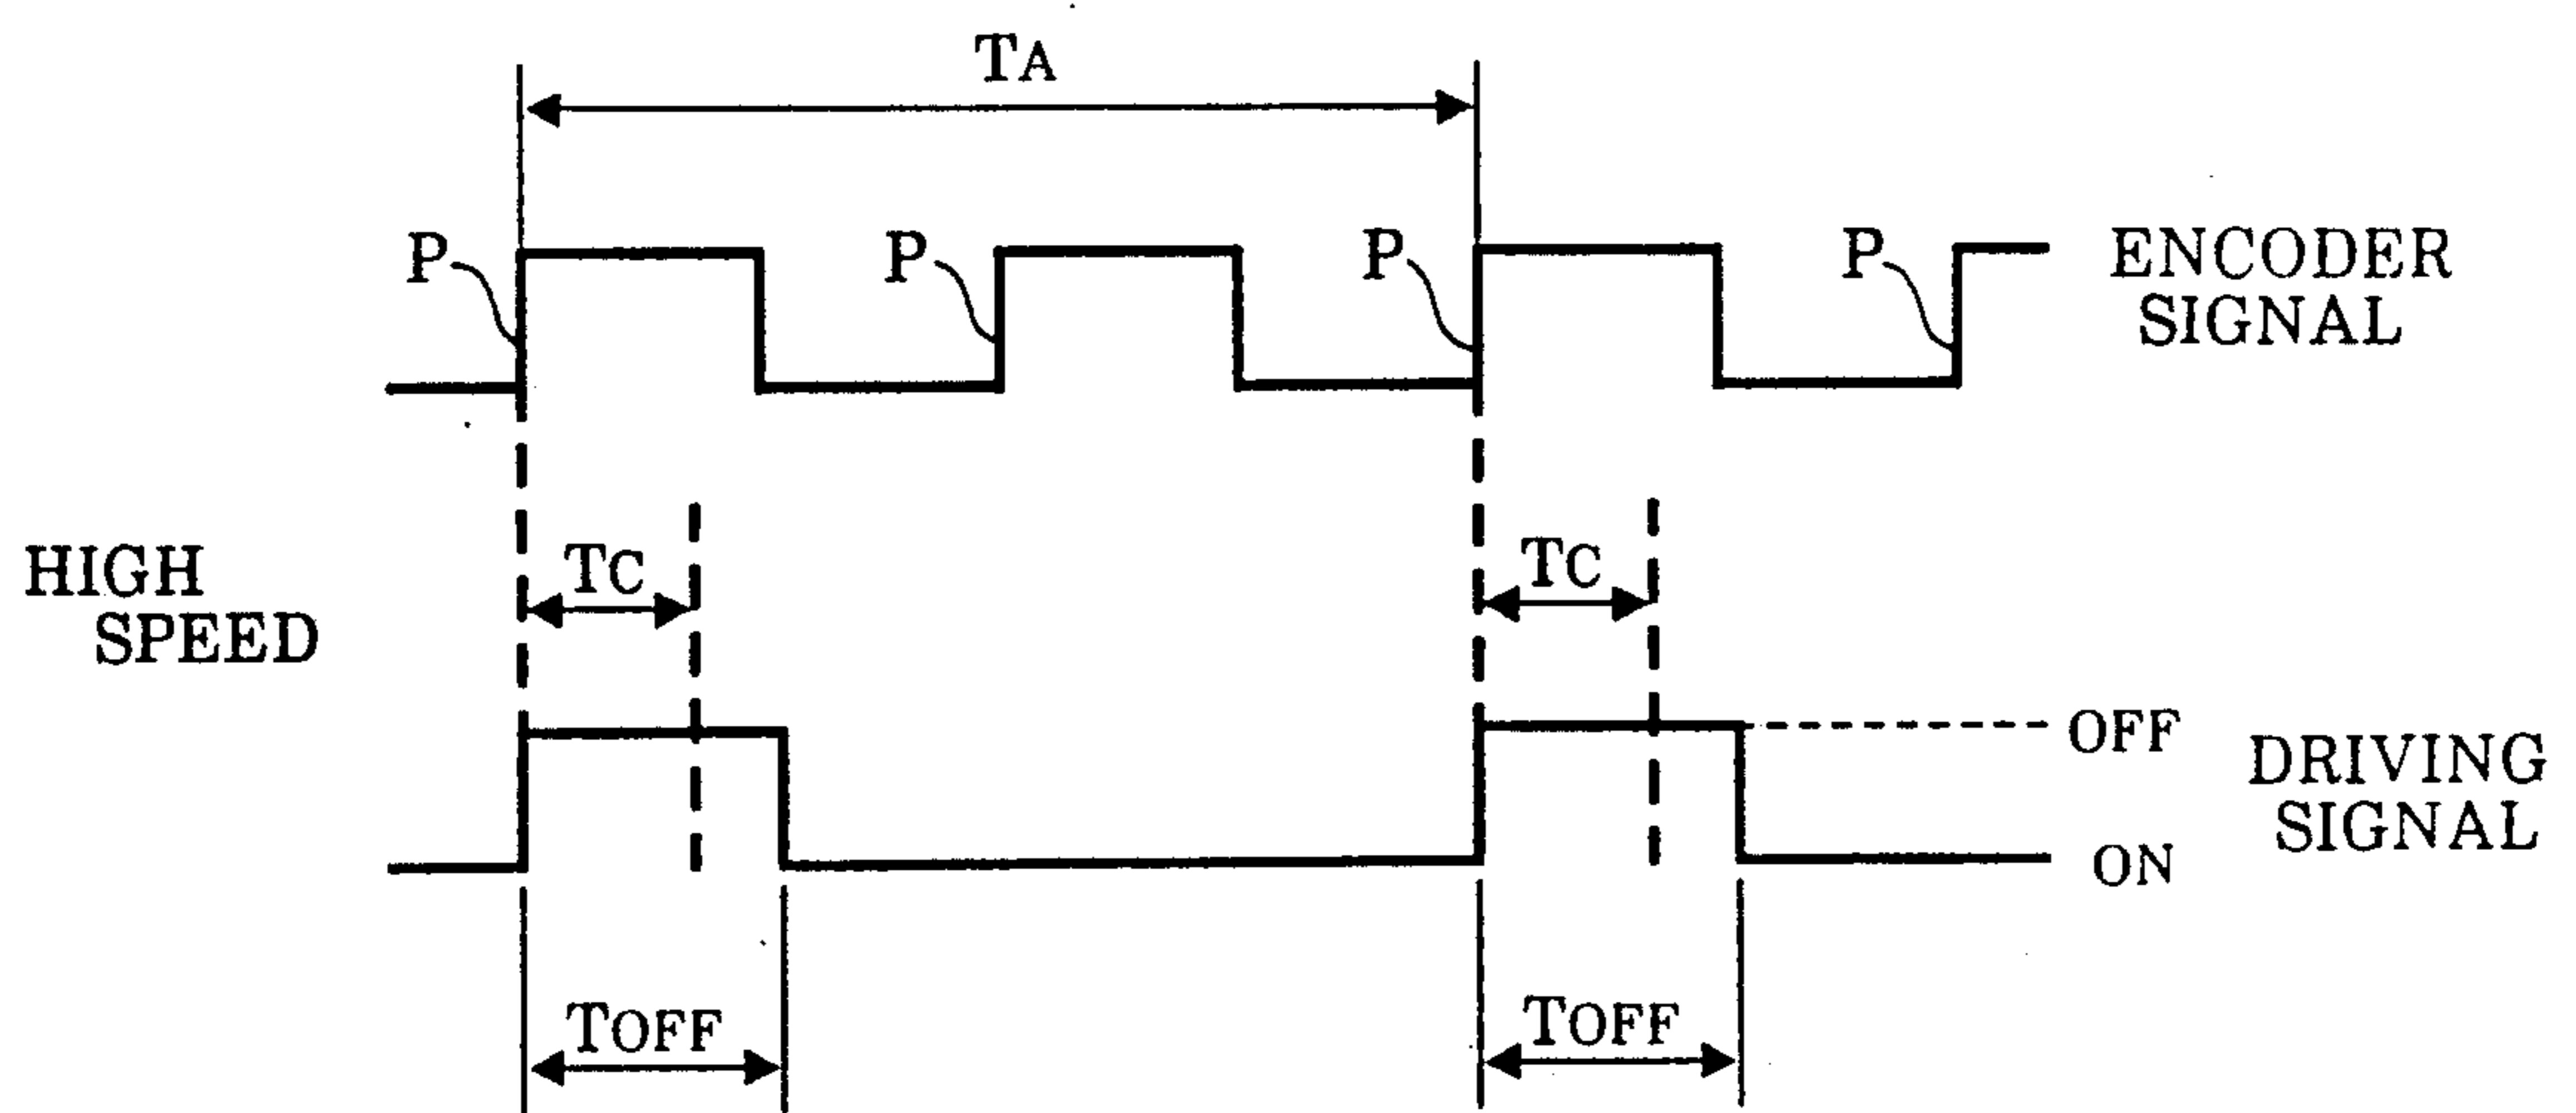 TA
P P P P ENCODER
SIGNAL
HIGH
SPEED
TC TC
OFF
ON
DRIVING
SIGNAL
TOFF TOFF